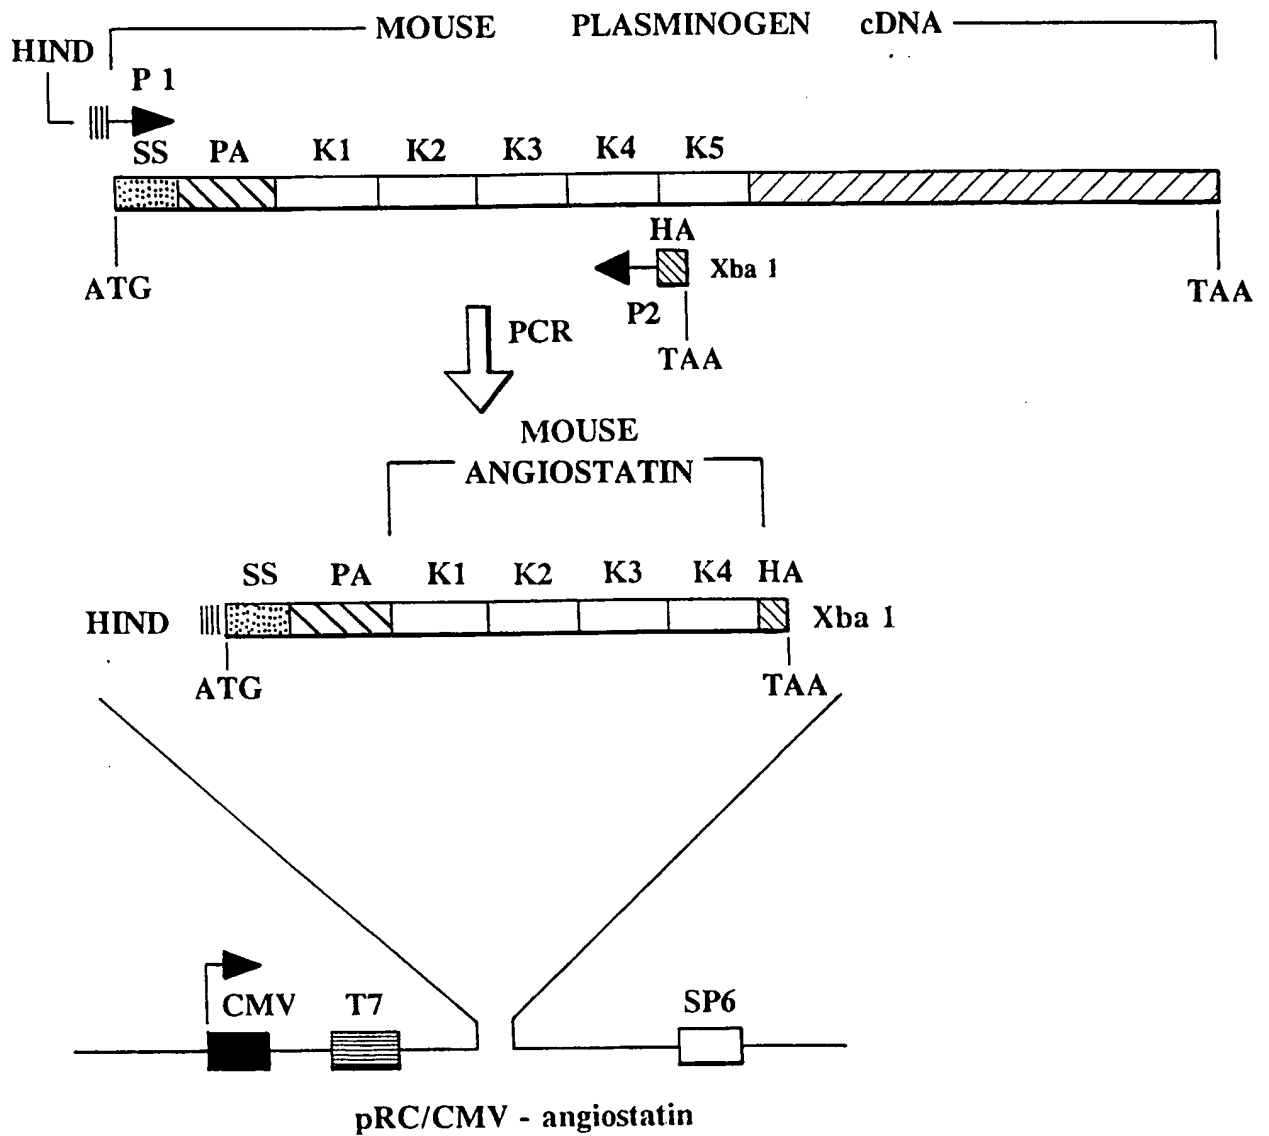 MOUSE PLASMINOGEN cDNA
HIND
P 1
SS PA K1 K2 K3 K4 K5
HA
Xba 1
ATG
P2
TAA
TAA
PCR
MOUSE
ANGIOSTATIN
SS PA K1 K2 K3 K4 HA
HIND
Xba 1
ATG
TAA
CMV T7 SP6
pRC/CMV - angiostatin